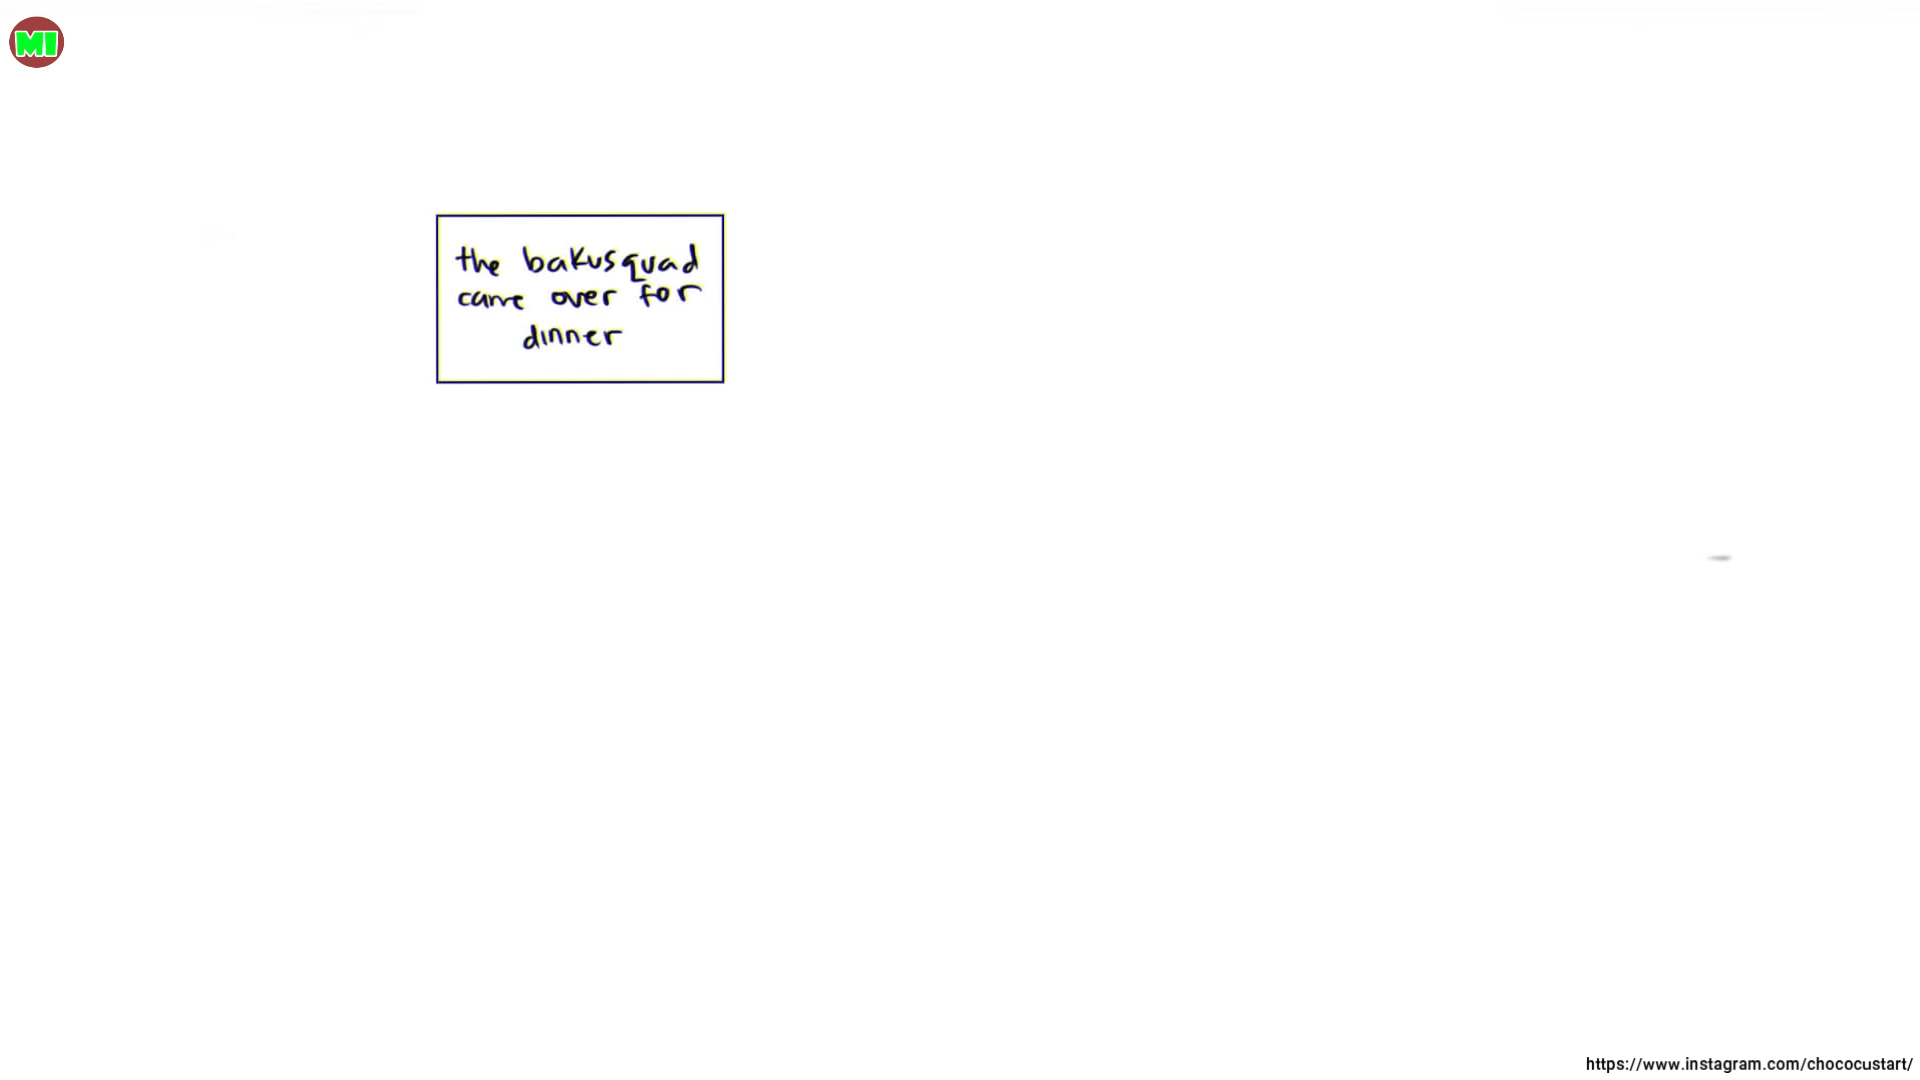 MI
the bakusquad
came over for
dinner
https://www.instagram.com/chococustart/